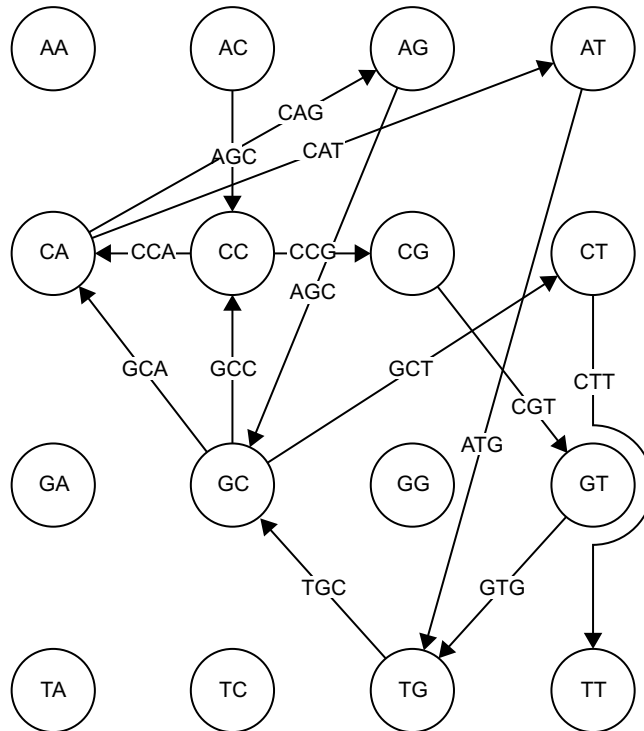 AA AC AG AT
CAG
AGC CAT
CA CCA CC CCG CG CT
AGC
GCA GCC GCT CTT
CGT
ATG
GA GC GG GT
TGC GTG
TA TC TG TT